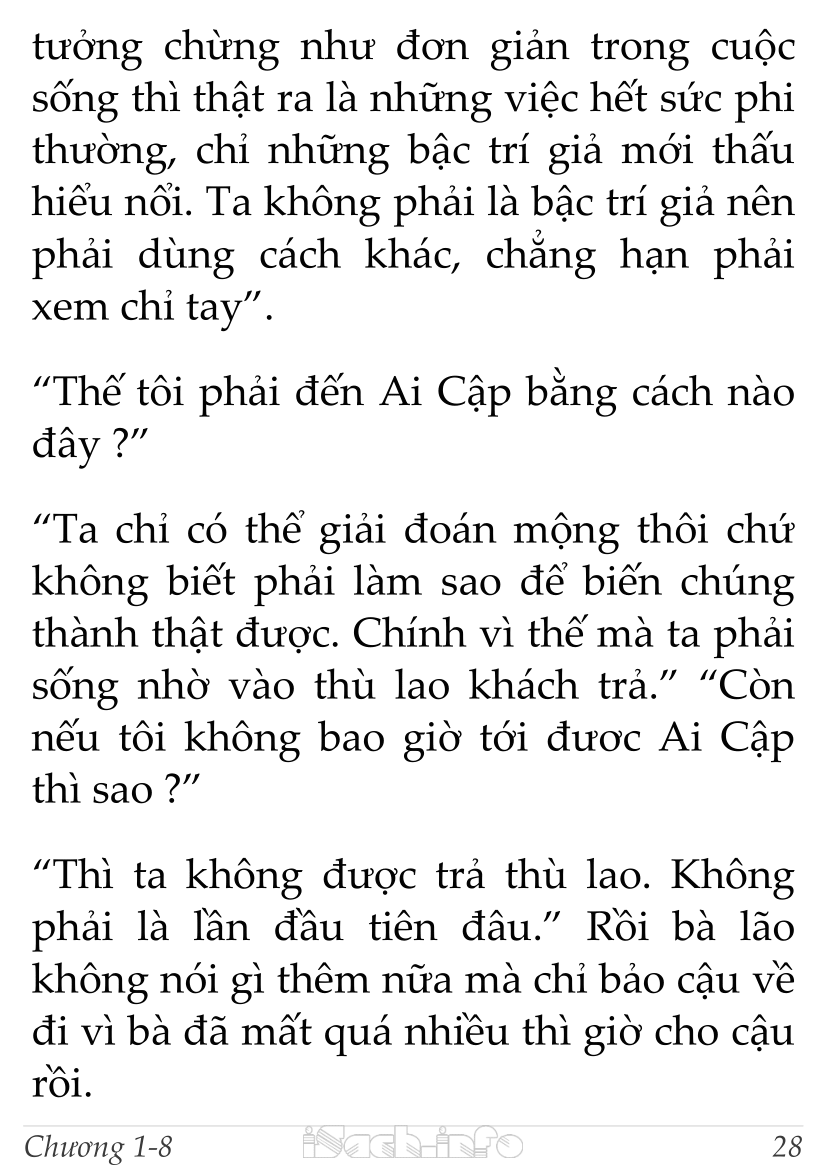 tưởng chừng như đơn giản trong cuộc
sống thì thật ra là những việc hết sức phi
thường, chỉ những bậc trí giả mới thấu
hiểu nổi. Ta không phải là bậc trí giả nên
phải dùng cách khác, chẳng hạn phải
xem chỉ tay”.
“Thế tôi phải đến Ai Cập bằng cách nào
đây ?”
“Ta chỉ có thể giải đoán mộng thôi chứ
không biết phải làm sao để biến chúng
thành thật được. Chính vì thế mà ta phải
sống nhờ vào thù lao khách trả.” “Còn
nếu tôi không bao giờ tới đươc Ai Cập
thì sao ?”
“Thì ta không được trả thù lao. Không
phải là lần đầu tiên đâu.” Rồi bà lão
không nói gì thêm nữa mà chỉ bảo cậu về
đi vì bà đã mất quá nhiều thì giờ cho cậu
rồi.
Chương 1-8 iSach-info 28